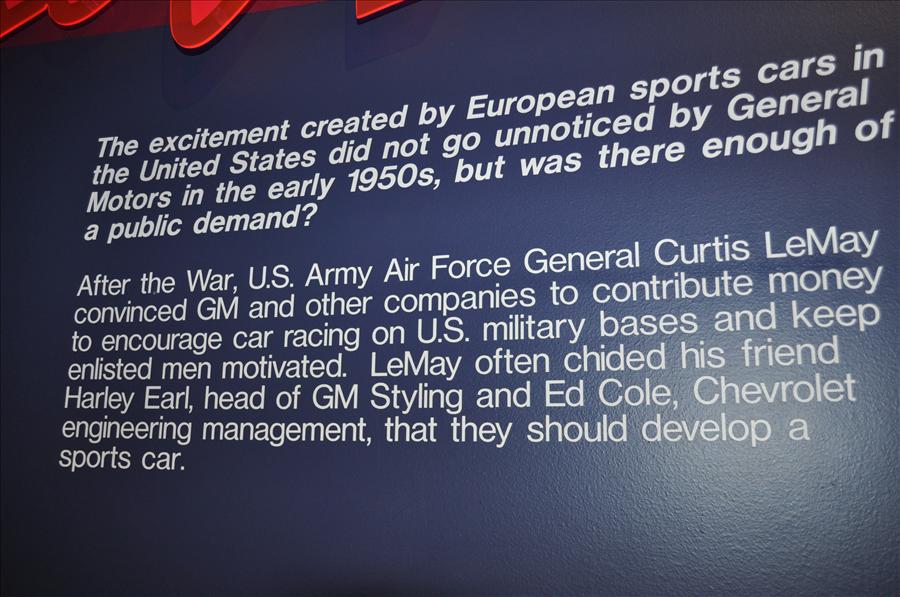 The excitement created by European sports cars in
the United States did not go unnoticed by General
Motors in the early 1950s, but was there enough of
a public demand?
After the War, U.S. Army Air Force General Curtis LeMay
convinced GM and other companies to contribute money
to encourage car racing on U.S. military bases and keep
enlisted men motivated. LeMay often chided his friend
Harley Earl, head of GM Styling and Ed Cole, Chevrolet
engineering management, that they should develop a
sports car.